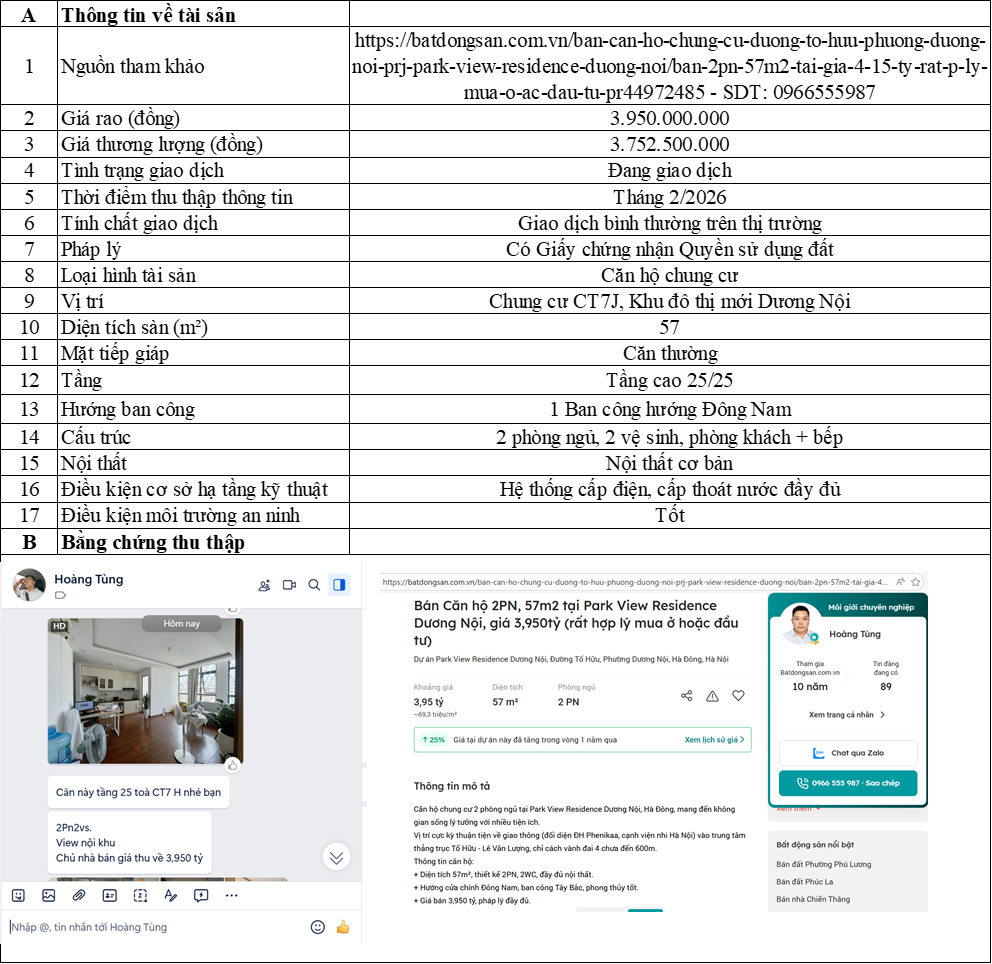 A Thông tin về tài sản
1 Nguồn tham khảo https://batdongsan.com.vn/ban-can-ho-chung-cu-duong-to-huu-phuong-duong-
noi-prj-park-view-residence-duong-noi/ban-2pn-57m2-tai-gia-4-15-ty-rat-p-ly-
mua-o-ac-dau-tu-pr44972485 - SDT: 0966555987
2 Giá rao (đồng) 3.950.000.000
3 Giá thương lượng (đồng) 3.752.500.000
4 Tình trạng giao dịch Đang giao dịch
5 Thời điểm thu thập thông tin Tháng 2/2026
6 Tính chất giao dịch Giao dịch bình thường trên thị trường
7 Pháp lý Có Giấy chứng nhận Quyền sử dụng đất
8 Loại hình tài sản Căn hộ chung cư
9 Vị trí Chung cư CT7J, Khu đô thị mới Dương Nội
10 Diện tích sàn (m²) 57
11 Mặt tiếp giáp Căn thường
12 Tầng Tầng cao 25/25
13 Hướng ban công 1 Ban công hướng Đông Nam
14 Cấu trúc 2 phòng ngủ, 2 vệ sinh, phòng khách + bếp
15 Nội thất Nội thất cơ bản
16 Điều kiện cơ sở hạ tầng kỹ thuật Hệ thống cấp điện, cấp thoát nước đầy đủ
17 Điều kiện môi trường an ninh Tốt
B Bằng chứng thu thập
Hoàng Tùng
HD
Hôm nay
Căn này tầng 25 toà CT7 H nhé bạn
2Pn2vs.
View nội khu
Chủ nhà bán giá thu về 3,950 tỷ
Nhập @, tin nhắn tới Hoàng Tùng
https://batdongsan.com.vn/ban-can-ho-chung-cu-duong-to-huu-phuong-duong-noi-prj-park-view-residence-duong-noi/ban-2pn-57m2-tai-gia-4...
Bán Căn hộ 2PN, 57m2 tại Park View Residence
Dương Nội, giá 3,950tỷ (rất hợp lý mua ở hoặc đầu
tư)
Dự án Park View Residence Dương Nội, Đường Tố Hữu, Phường Dương Nội, Hà Đông, Hà Nội
Khoảng giá Diện tích Phòng ngủ
3,95 tỷ 57 m² 2 PN
~69,3 triệu/m²
25% Giá tại dự án này đã tăng trong vòng 1 năm qua Xem lịch sử giá
Thông tin mô tả
Căn hộ chung cư 2 phòng ngủ tại Park View Residence Dương Nội, Hà Đông, mang đến không
gian sống lý tưởng với nhiều tiện ích.
Vị trí cực kỳ thuận tiện về giao thông (đối diện ĐH Phenikaa, cạnh viện nhi Hà Nội) vào trung tâm
thẳng trục Tố Hữu - Lê Văn Lương, chỉ cách vành đai 4 chưa đến 600m.
Thông tin căn hộ:
+ Diện tích 57m², thiết kế 2PN, 2WC, đầy đủ nội thất.
+ Hướng cửa chính Đông Nam, ban công Tây Bắc, phong thủy tốt.
+ Giá bán 3,950 tỷ, pháp lý đầy đủ.
Môi giới chuyên nghiệp
Hoàng Tùng
Tham gia Tin đăng
Batdongsan.com.vn đang có
10 năm 89
Xem trang cá nhân
Zalo Chat qua Zalo
0966 555 987 · Sao chép
Xem thêm
Bất động sản nổi bật
Bán đất Phường Phú Lương
Bán đất Phúc La
Bán nhà Chiến Thắng